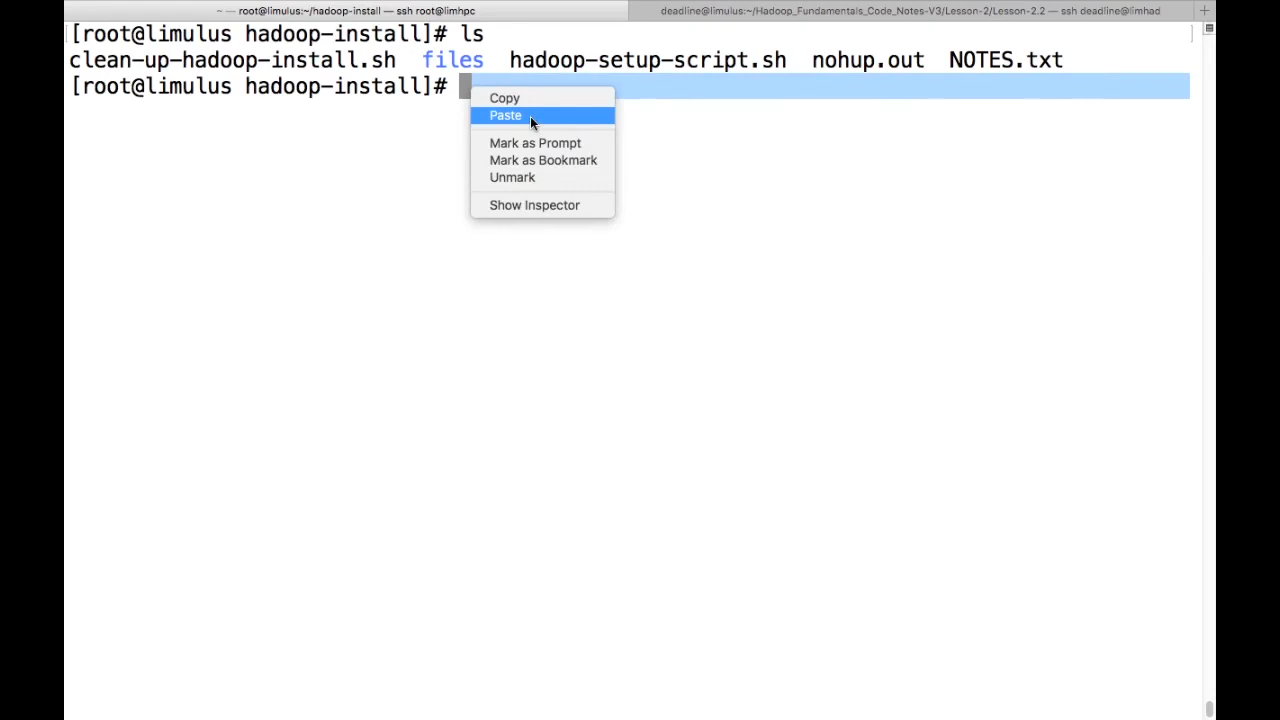 ~ — root@limulus:~/hadoop-install — ssh root@limhpc
deadline@limulus:~/Hadoop_Fundamentals_Code_Notes-V3/Lesson-2/Lesson-2.2 — ssh deadline@limhad
[root@limulus hadoop-install]# ls
clean-up-hadoop-install.sh files hadoop-setup-script.sh nohup.out NOTES.txt
[root@limulus hadoop-install]#
Copy
Paste
Mark as Prompt
Mark as Bookmark
Unmark
Show Inspector